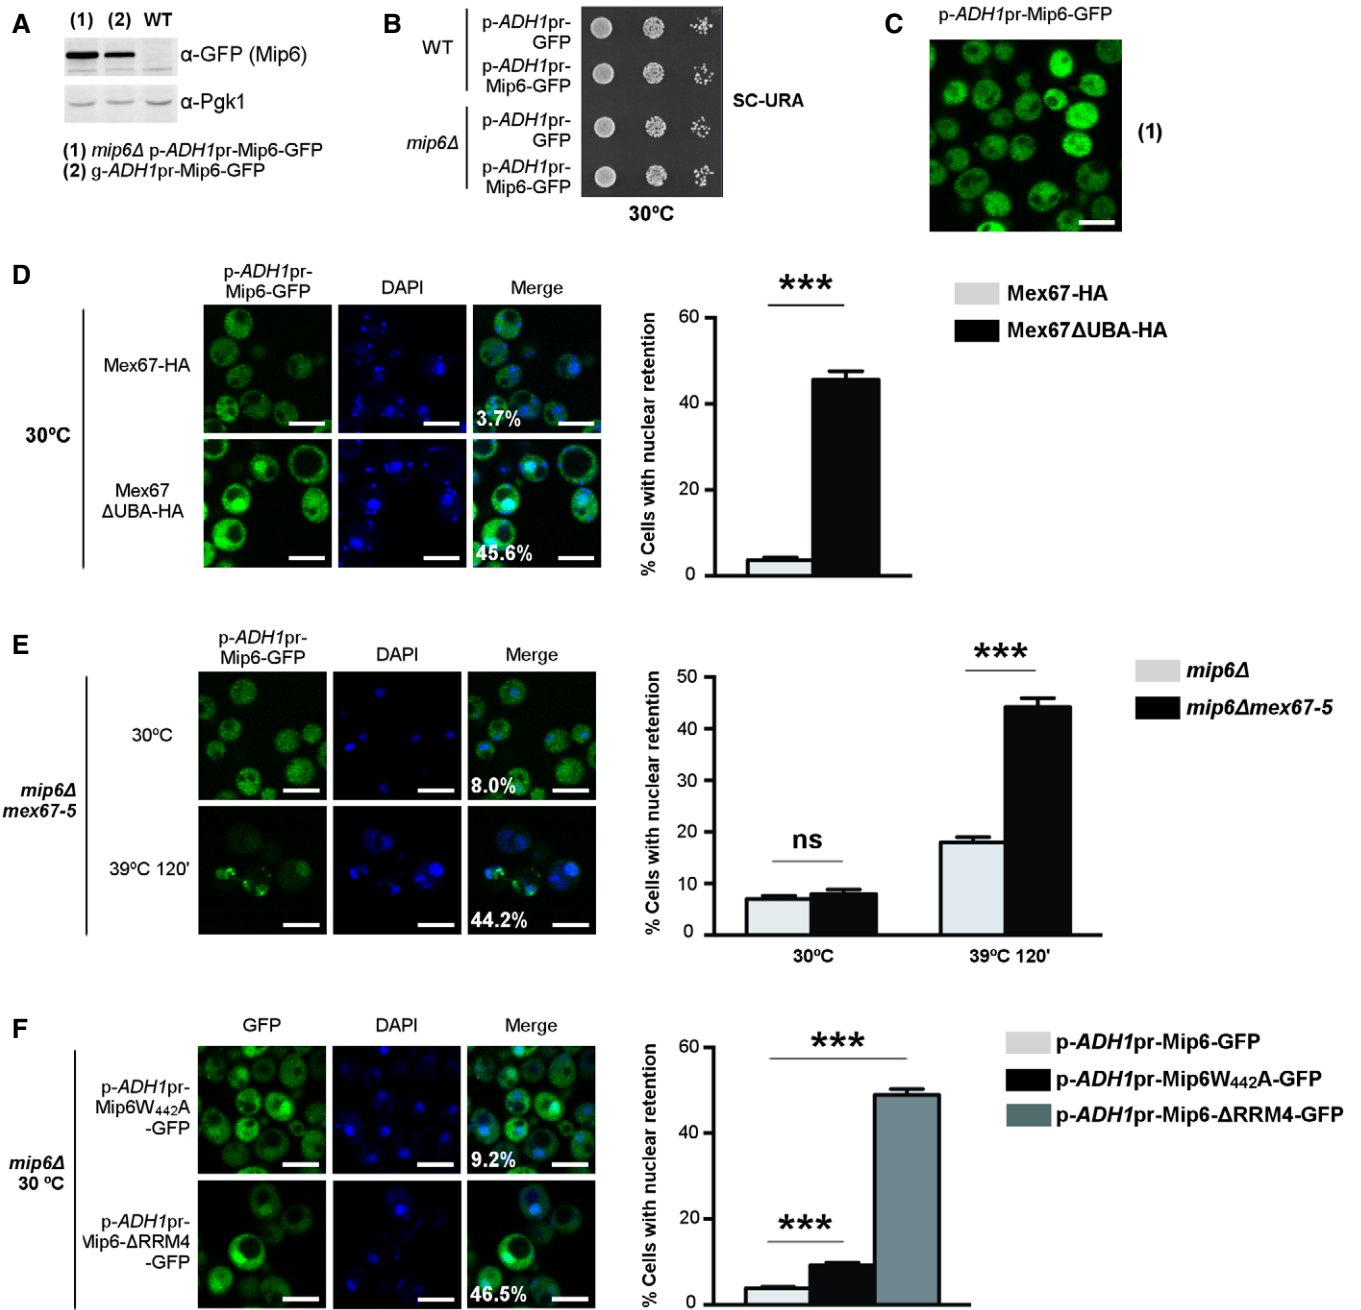 A
(1) (2) WT
α-GFP (Mip6)
α-Pgk1
(1) mip6Δ p-ADH1pr-Mip6-GFP
(2) g-ADH1pr-Mip6-GFP
B
WT
p-ADH1pr-
GFP
p-ADH1pr-
Mip6-GFP
mip6Δ
p-ADH1pr-
GFP
p-ADH1pr-
Mip6-GFP
SC-URA
30ºC
C
p-ADH1pr-Mip6-GFP
(1)
D
p-ADH1pr-
Mip6-GFP
DAPI
Merge
30ºC
Mex67-HA
3.7%
Mex67
ΔUBA-HA
45.6%
% Cells with nuclear retention
60
40
20
0
***
Mex67-HA
Mex67ΔUBA-HA
E
p-ADH1pr-
Mip6-GFP
DAPI
Merge
mip6Δ
mex67-5
30ºC
8.0%
39ºC 120'
44.2%
% Cells with nuclear retention
50
40
30
20
10
0
ns
***
30ºC
39ºC 120'
mip6Δ
mip6Δmex67-5
F
GFP
DAPI
Merge
mip6Δ
30 ºC
p-ADH1pr-
Mip6W₄₄₂A
-GFP
9.2%
p-ADH1pr-
Mip6-ΔRRM4
-GFP
46.5%
% Cells with nuclear retention
60
40
20
0
***
***
p-ADH1pr-Mip6-GFP
p-ADH1pr-Mip6W₄₄₂A-GFP
p-ADH1pr-Mip6-ΔRRM4-GFP